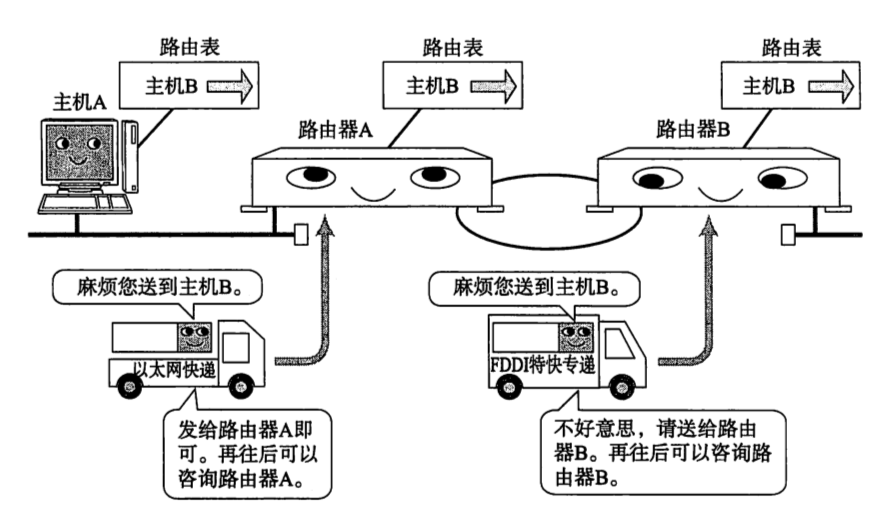 路由表
路由表
路由表
主机B
主机B
主机B
主机A
路由器A
路由器B
麻烦您送到主机B。
麻烦您送到主机B。
以太网快递
FDDI特快专递
发给路由器A即
可。再往后可以
咨询路由器A。
不好意思，请送给路由
器B。再往后可以咨询路
由器B。